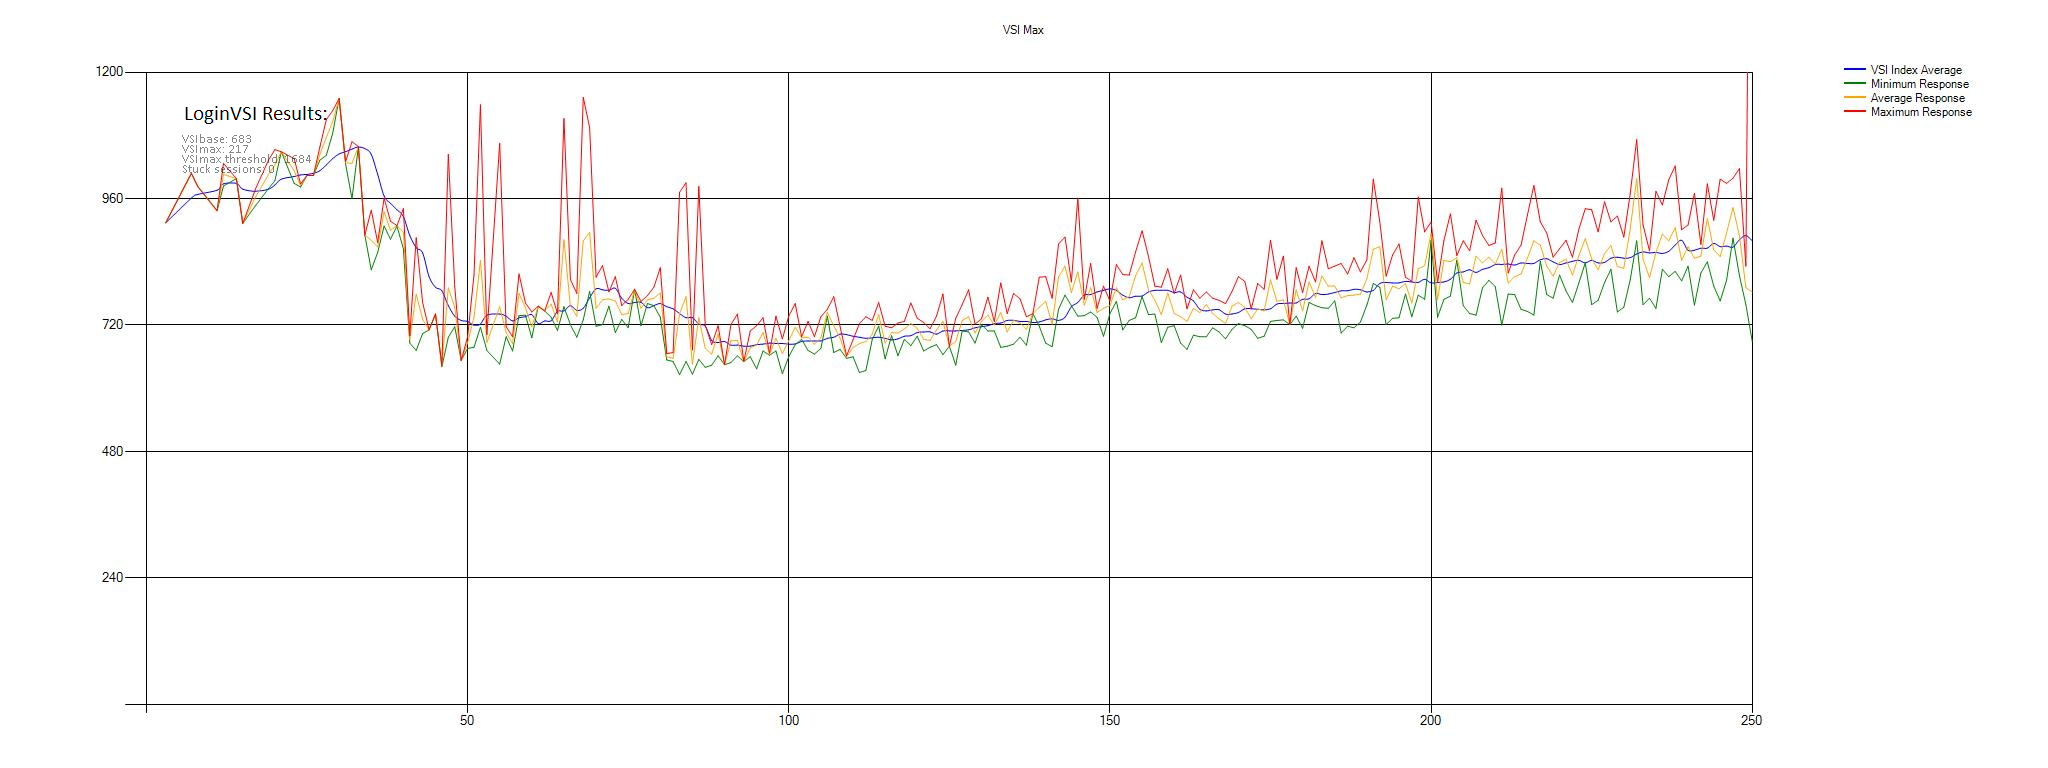 VSI Max
1200
960
720
480
240
LoginVSI Results:
VSIbase: 683
VSImax: 217
VSImax threshold: 1684
Stuck sessions: 0
50
100
150
200
250
VSI Index Average
Minimum Response
Average Response
Maximum Response